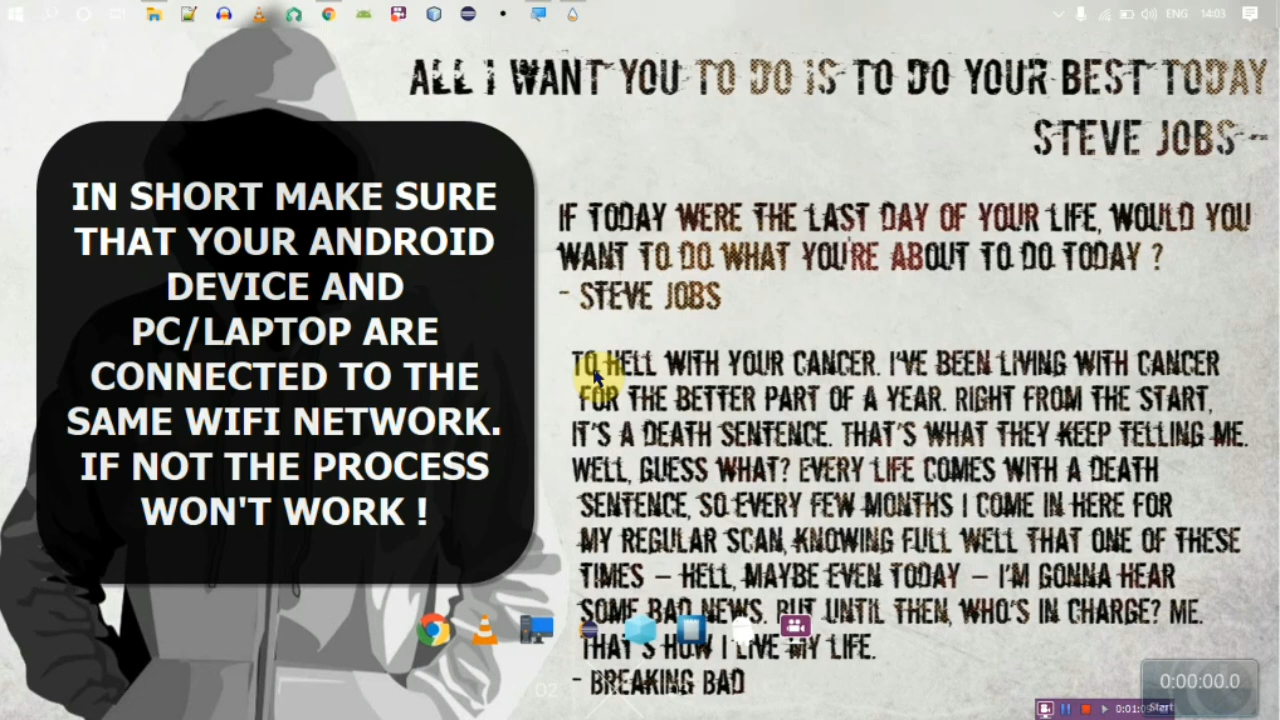 ENG 14:03
ALL I WANT YOU TO DO IS TO DO YOUR BEST TODAY
STEVE JOBS -
IN SHORT MAKE SURE
THAT YOUR ANDROID
DEVICE AND
PC/LAPTOP ARE
CONNECTED TO THE
SAME WIFI NETWORK.
IF NOT THE PROCESS
WON'T WORK !
IF TODAY WERE THE LAST DAY OF YOUR LIFE, WOULD YOU
WANT TO DO WHAT YOU'RE ABOUT TO DO TODAY ?
- STEVE JOBS
TO HELL WITH YOUR CANCER. I'VE BEEN LIVING WITH CANCER
FOR THE BETTER PART OF A YEAR. RIGHT FROM THE START,
IT'S A DEATH SENTENCE. THAT'S WHAT THEY KEEP TELLING ME.
WELL, GUESS WHAT? EVERY LIFE COMES WITH A DEATH
SENTENCE, SO EVERY FEW MONTHS I COME IN HERE FOR
MY REGULAR SCAN, KNOWING FULL WELL THAT ONE OF THESE
TIMES – HELL, MAYBE EVEN TODAY – I'M GONNA HEAR
SOME BAD NEWS. BUT UNTIL THEN, WHO'S IN CHARGE? ME.
THAT'S HOW I LIVE MY LIFE.
- BREAKING BAD
02
0:00:00.0
Start